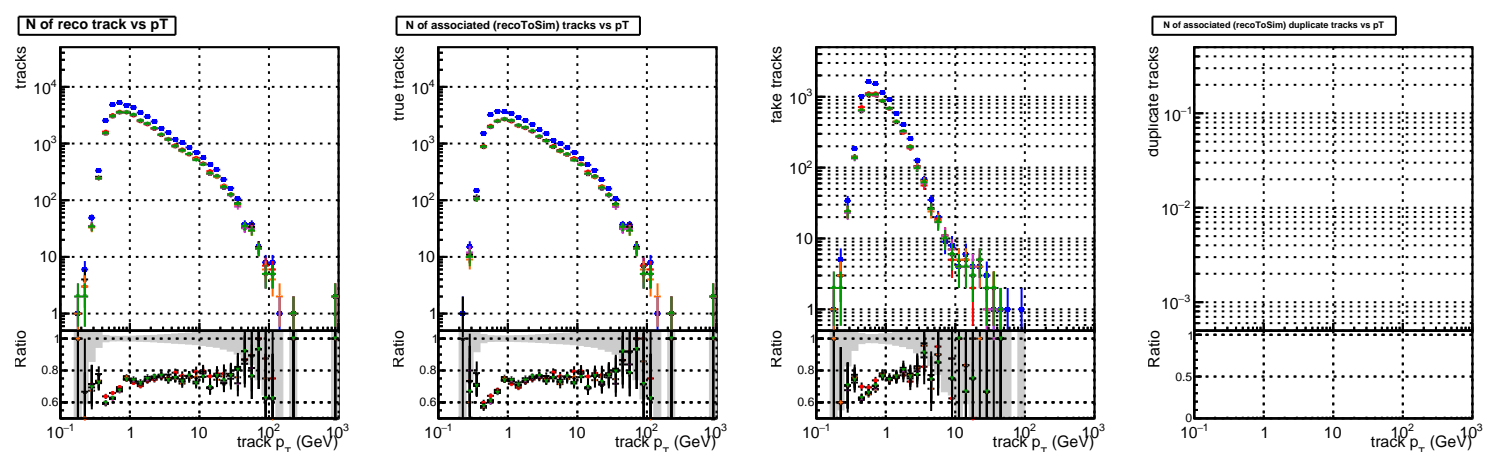 N of reco track vs pT
N of associated (recoToSim) tracks vs pT
N of associated (recoToSim) duplicate tracks vs pT
tracks
10^4
10^3
10^2
10
1
Ratio
1
0.8
0.6
10^−1 1 10 10^2 10^3
track p_T (GeV)
true tracks
10^4
10^3
10^2
10
1
Ratio
1
0.8
0.6
10^−1 1 10 10^2 10^3
track p_T (GeV)
fake tracks
10^3
10^2
10
1
Ratio
1
0.8
0.6
10^−1 1 10 10^2 10^3
track p_T (GeV)
duplicate tracks
10^−1
10^−2
10^−3
Ratio
1
0.5
0
10^−1 1 10 10^2 10^3
track p_T (GeV)